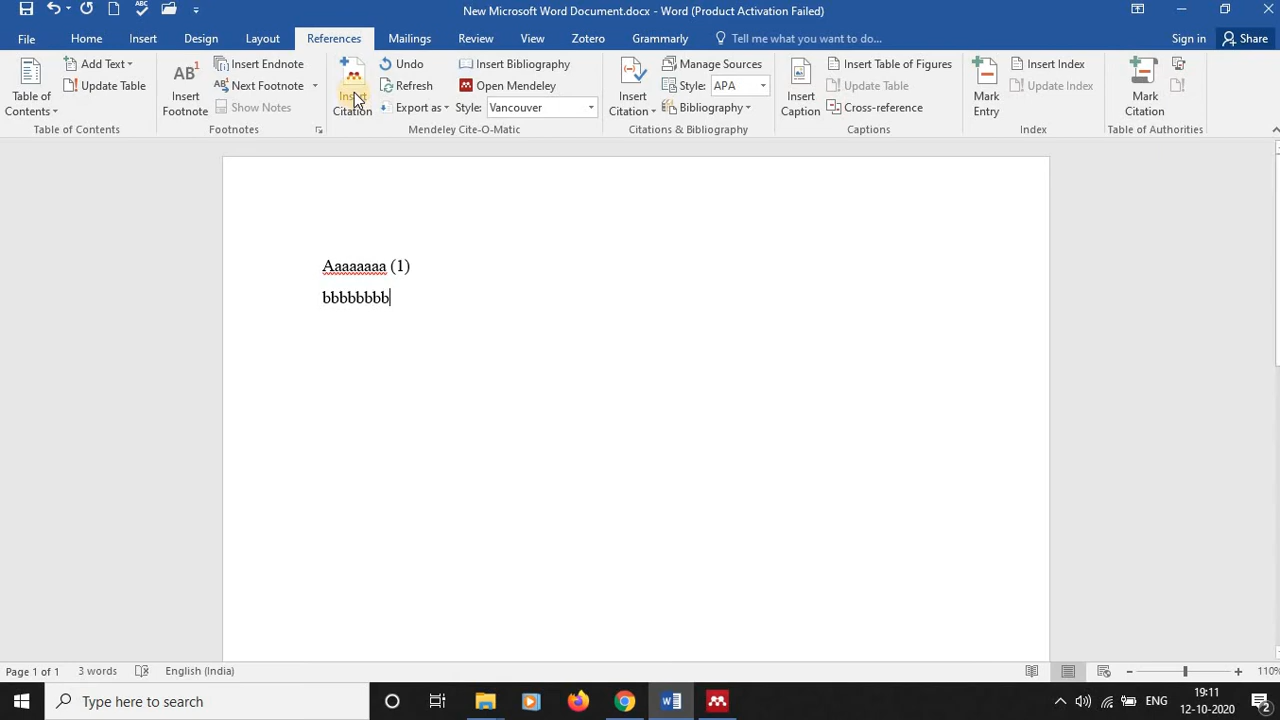 New Microsoft Word Document.docx - Word (Product Activation Failed)
File Home Insert Design Layout References Mailings Review View Zotero Grammarly Tell me what you want to do... Sign in Share
Table of Contents
Add Text
Update Table
Table of Contents
AB1
Insert Footnote
Insert Endnote
Next Footnote
Show Notes
Footnotes
Insert Citation
Undo
Refresh
Export as
Insert Bibliography
Open Mendeley
Style: Vancouver
Mendeley Cite-O-Matic
Insert Citation
Manage Sources
Style: APA
Bibliography
Citations & Bibliography
Insert Caption
Insert Table of Figures
Update Table
Cross-reference
Captions
Mark Entry
Insert Index
Update Index
Index
Mark Citation
Table of Authorities
Aaaaaaaa (1)
bbbbbbbb
Page 1 of 1 3 words English (India) 110%
Type here to search
ENG
19:11
12-10-2020
2